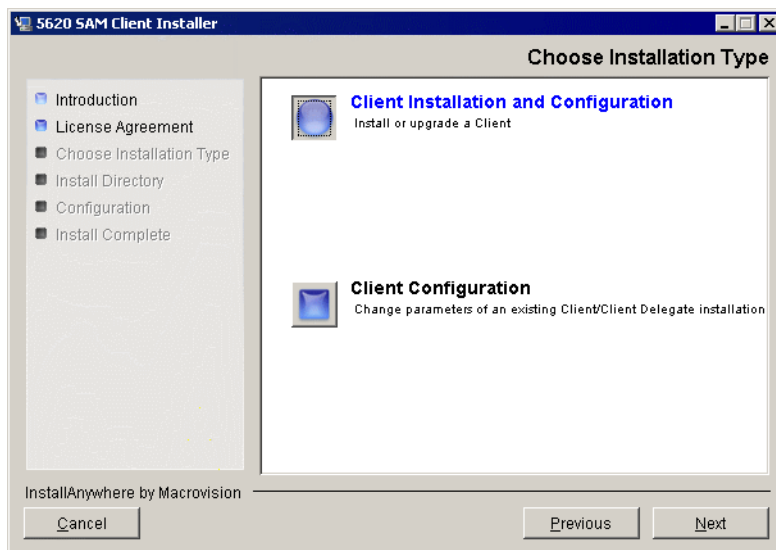 5620 SAM Client Installer
Choose Installation Type
Introduction
License Agreement
Choose Installation Type
Install Directory
Configuration
Install Complete
Client Installation and Configuration
Install or upgrade a Client
Client Configuration
Change parameters of an existing Client/Client Delegate installation
InstallAnywhere by Macrovision
Cancel
Previous
Next